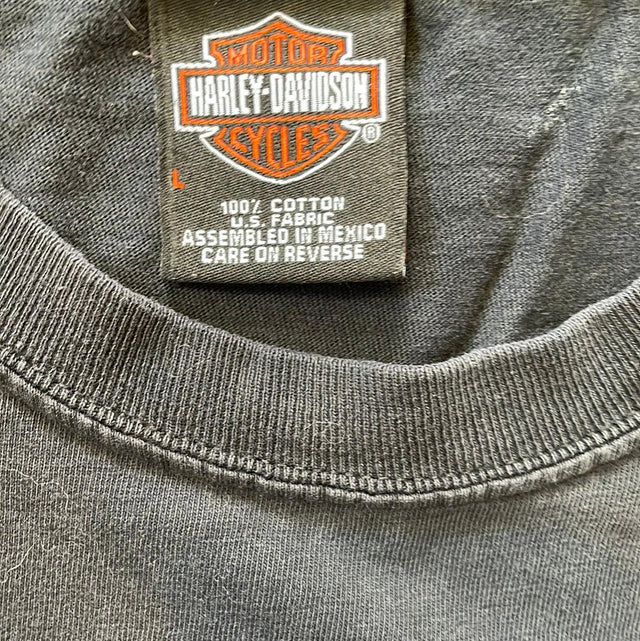 MOTOR
HARLEY-DAVIDSON
CYCLES ®
L
100% COTTON
U.S. FABRIC
ASSEMBLED IN MEXICO
CARE ON REVERSE